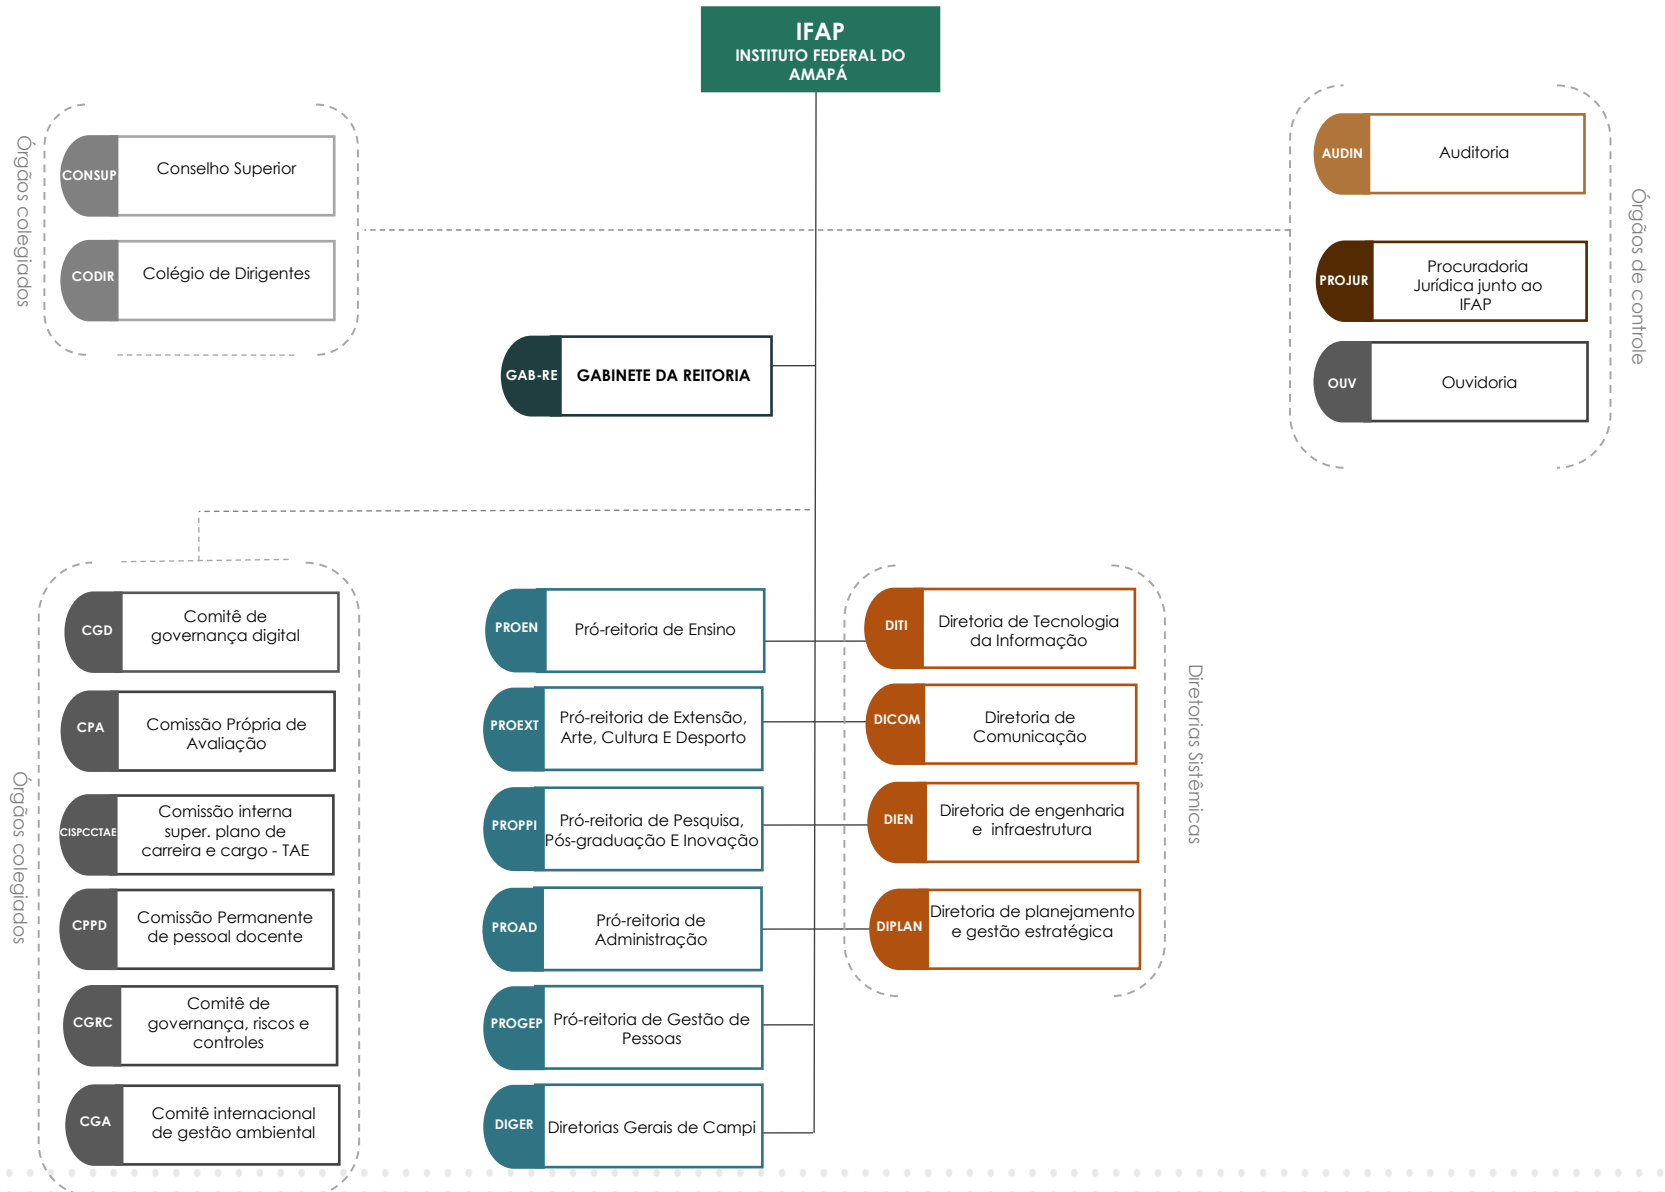 IFAP
INSTITUTO FEDERAL DO
AMAPÁ
Órgãos colegiados
CONSUP
Conselho Superior
CODIR
Colégio de Dirigentes
AUDIN
Auditoria
PROJUR
Procuradoria
Jurídica junto ao
IFAP
OUV
Ouvidoria
Órgãos de controle
GAB-RE
GABINETE DA REITORIA
Órgãos colegiados
CGD
Comitê de
governança digital
CPA
Comissão Própria de
Avaliação
CISPCCTAE
Comissão interna
super. plano de
carreira e cargo - TAE
CPPD
Comissão Permanente
de pessoal docente
CGRC
Comitê de
governança, riscos e
controles
CGA
Comitê internacional
de gestão ambiental
PROEN
Pró-reitoria de Ensino
PROEXT
Pró-reitoria de Extensão,
Arte, Cultura E Desporto
PROPPI
Pró-reitoria de Pesquisa,
Pós-graduação E Inovação
PROAD
Pró-reitoria de
Administração
PROGEP
Pró-reitoria de Gestão de
Pessoas
DIGER
Diretorias Gerais de Campi
DITI
Diretoria de Tecnologia
da Informação
DICOM
Diretoria de
Comunicação
DIEN
Diretoria de engenharia
e infraestrutura
DIPLAN
Diretoria de planejamento
e gestão estratégica
Diretorias Sistêmicas